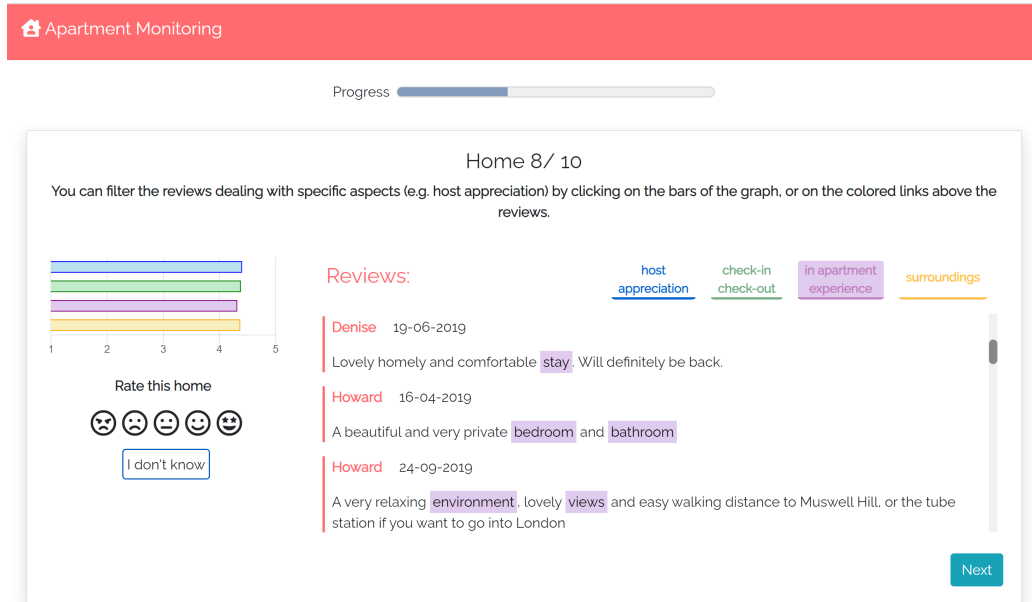 Apartment Monitoring
Progress
Home 8/ 10
You can filter the reviews dealing with specific aspects (e.g. host appreciation) by clicking on the bars of the graph, or on the colored links above the
reviews.
1 2 3 4 5
Rate this home
I don't know
Reviews:
host
appreciation
check-in
check-out
in apartment
experience
surroundings
Denise 19-06-2019
Lovely homely and comfortable stay. Will definitely be back.
Howard 16-04-2019
A beautiful and very private bedroom and bathroom
Howard 24-09-2019
A very relaxing environment, lovely views and easy walking distance to Muswell Hill, or the tube
station if you want to go into London
Next